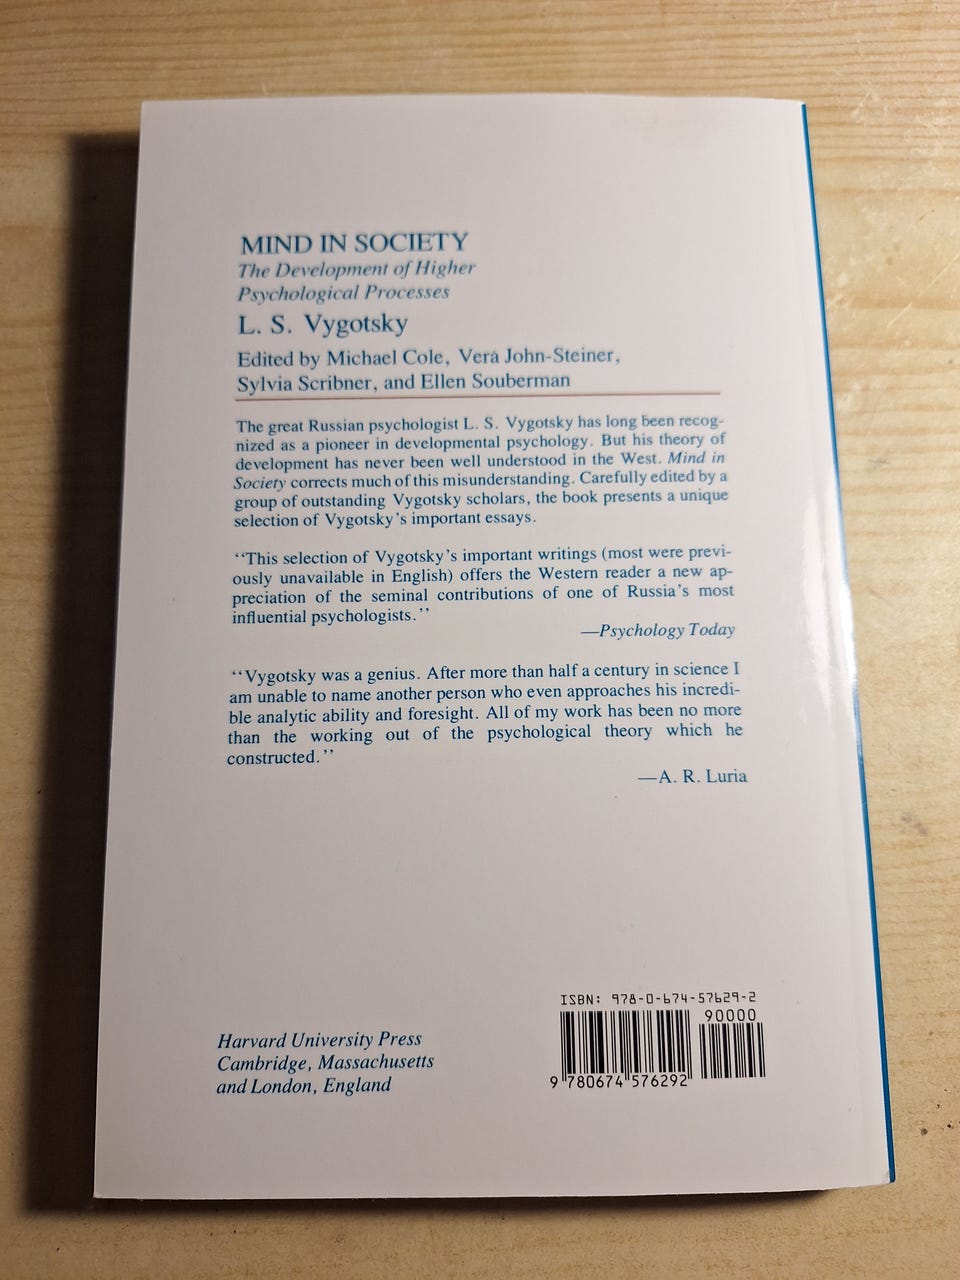 MIND IN SOCIETY
The Development of Higher
Psychological Processes
L. S. Vygotsky
Edited by Michael Cole, Vera John-Steiner,
Sylvia Scribner, and Ellen Souberman
The great Russian psychologist L. S. Vygotsky has long been recog-
nized as a pioneer in developmental psychology. But his theory of
development has never been well understood in the West. Mind in
Society corrects much of this misunderstanding. Carefully edited by a
group of outstanding Vygotsky scholars, the book presents a unique
selection of Vygotsky's important essays.
‘‘This selection of Vygotsky's important writings (most were previ-
ously unavailable in English) offers the Western reader a new ap-
preciation of the seminal contributions of one of Russia's most
influential psychologists.’’
—Psychology Today
‘‘Vygotsky was a genius. After more than half a century in science I
am unable to name another person who even approaches his incredi-
ble analytic ability and foresight. All of my work has been no more
than the working out of the psychological theory which he
constructed.’’
—A. R. Luria
Harvard University Press
Cambridge, Massachusetts
and London, England
ISBN: 978-0-674-57629-2
90000
9 780674 576292